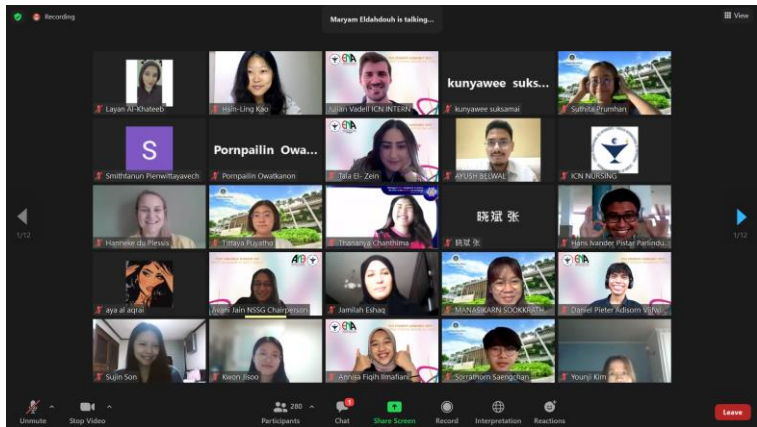 Recording
Maryam Eldahdouh is talking...
View
Layan Al-Khateeb
Hsin-Ling Kao
Julian Vadell ICN INTERN
kunyawee suks...
kunyawee suksamai
Suthita Prumhan
S
Smithtanun Pienwittayavech
Pornpailin Owa...
Pornpailin Owatkanon
Tala El- Zein
AYUSH BELWAL
ICN NURSING
Hanneke du Plessis
Tittaya Puyatho
Thananya Chanthima
晓斌 张
晓斌 张
Hans Ivander Pistar Parlindu...
1/12
1/12
aya al aqrai
Avani Jain NSSG Chairperson
Jamilah Eshaq
MANASIKARN SOOKKRATH
Daniel Pieter Adisorn
Sujin Son
Kwon Jisoo
Annisa Fiqih Ilmafiani
Sorrathorn Saengchan
Younji Kim
Unmute
Stop Video
280
Participants
1
Chat
Share Screen
Record
Interpretation
Reactions
Leave